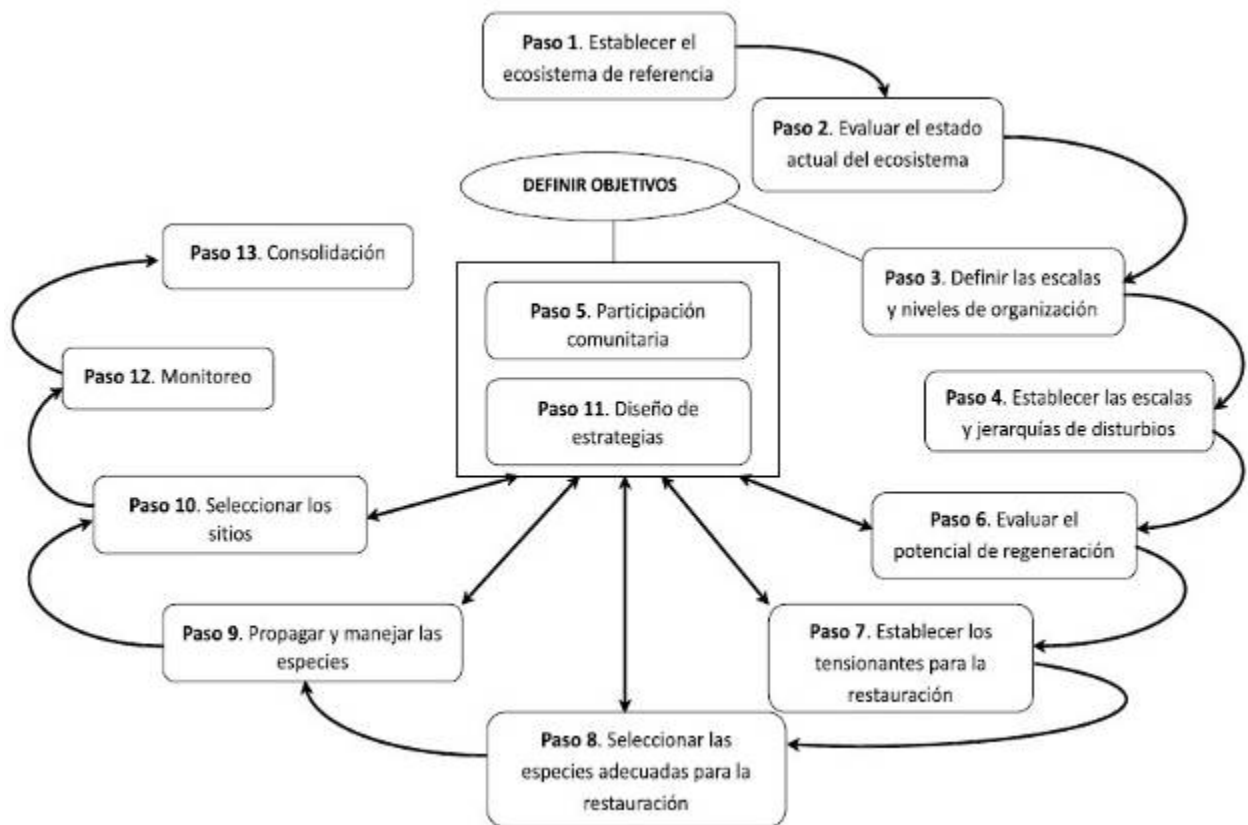 Paso 1. Establecer el
ecosistema de referencia
Paso 2. Evaluar el estado
actual del ecosistema
DEFINIR OBJETIVOS
Paso 13. Consolidación
Paso 3. Definir las escalas
y niveles de organización
Paso 5. Participación
comunitaria
Paso 12. Monitoreo
Paso 11. Diseño de
estrategias
Paso 4. Establecer las escalas
y jerarquías de disturbios
Paso 10. Seleccionar los
sitios
Paso 6. Evaluar el
potencial de regeneración
Paso 9. Propagar y manejar las
especies
Paso 7. Establecer los
tensionantes para la
restauración
Paso 8. Seleccionar las
especies adecuadas para la
restauración